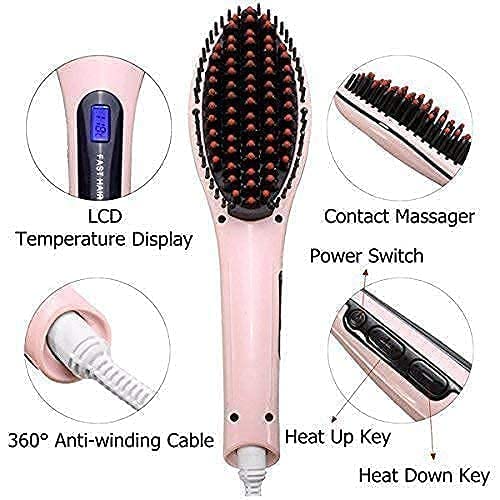 187
FAST HAIR
LCD
Temperature Display
Contact Massager
Power Switch
360° Anti-winding Cable
Heat Up Key
Heat Down Key